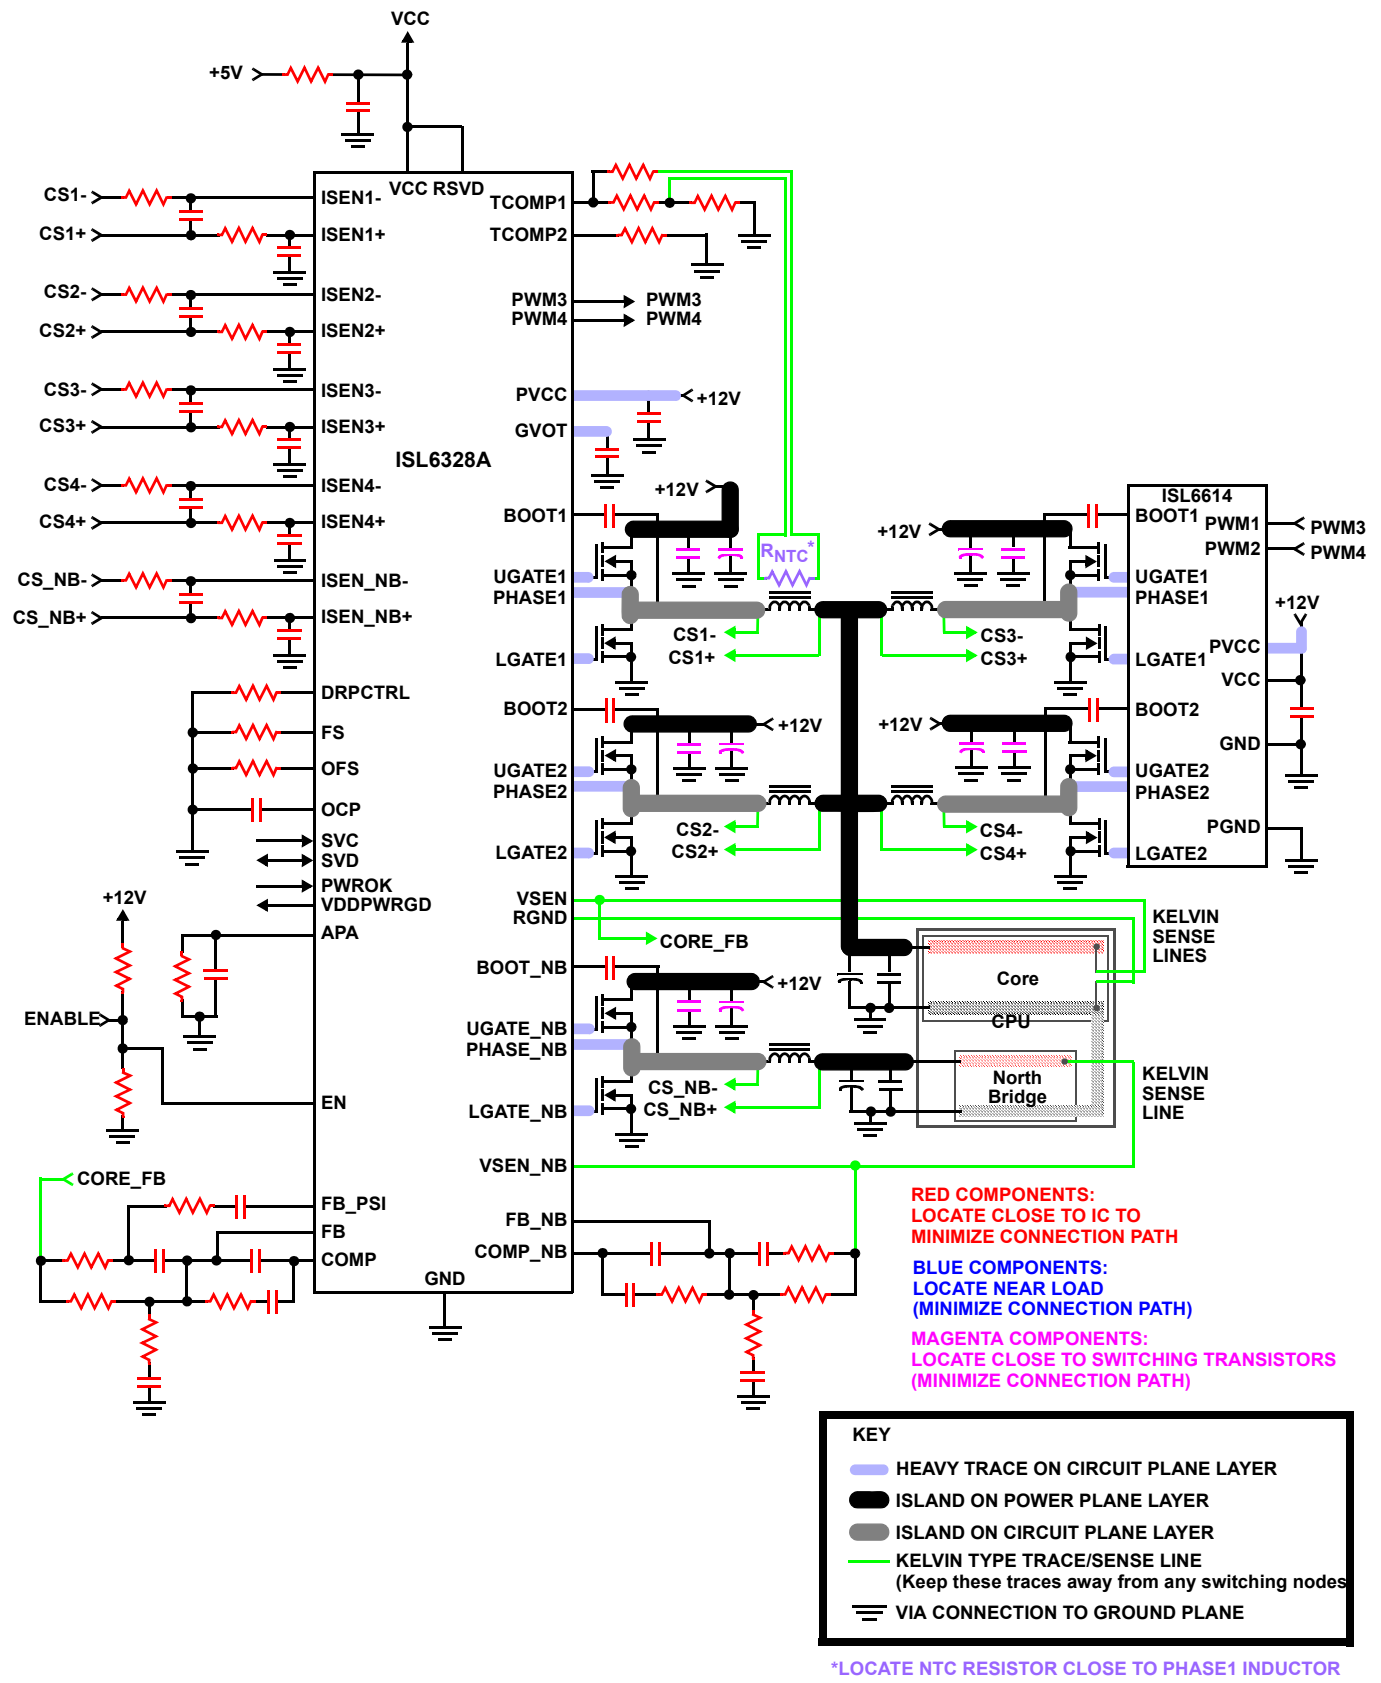 VCC
+5V
VCC RSVD
CS1-
CS1+
CS2-
CS2+
CS3-
CS3+
CS4-
CS4+
CS_NB-
CS_NB+
ISEN1-
ISEN1+
ISEN2-
ISEN2+
ISEN3-
ISEN3+
ISEN4-
ISEN4+
ISEN_NB-
ISEN_NB+
DRPCTRL
FS
OFS
OCP
SVC
SVD
PWROK
VDDPWRGD
APA
+12V
ENABLE
EN
CORE_FB
FB_PSI
FB
COMP
GND
ISL6328A
TCOMP1
TCOMP2
PWM3
PWM3
PWM4
PWM4
PVCC
+12V
GVOT
+12V
BOOT1
UGATE1
PHASE1
LGATE1
RNTC*
CS1-
CS1+
BOOT2
+12V
UGATE2
PHASE2
LGATE2
CS2-
CS2+
VSEN
RGND
CORE_FB
BOOT_NB
+12V
UGATE_NB
PHASE_NB
LGATE_NB
CS_NB-
CS_NB+
VSEN_NB
FB_NB
COMP_NB
+12V
CS3-
CS3+
+12V
CS4-
CS4+
ISL6614
BOOT1
PWM1
PWM3
PWM2
PWM4
UGATE1
PHASE1
+12V
PVCC
LGATE1
VCC
BOOT2
GND
UGATE2
PHASE2
PGND
LGATE2
KELVIN
SENSE
LINES
Core
CPU
North
Bridge
KELVIN
SENSE
LINE
RED COMPONENTS:
LOCATE CLOSE TO IC TO
MINIMIZE CONNECTION PATH
BLUE COMPONENTS:
LOCATE NEAR LOAD
(MINIMIZE CONNECTION PATH)
MAGENTA COMPONENTS:
LOCATE CLOSE TO SWITCHING TRANSISTORS
(MINIMIZE CONNECTION PATH)
KEY
HEAVY TRACE ON CIRCUIT PLANE LAYER
ISLAND ON POWER PLANE LAYER
ISLAND ON CIRCUIT PLANE LAYER
KELVIN TYPE TRACE/SENSE LINE
(Keep these traces away from any switching nodes
VIA CONNECTION TO GROUND PLANE
*LOCATE NTC RESISTOR CLOSE TO PHASE1 INDUCTOR